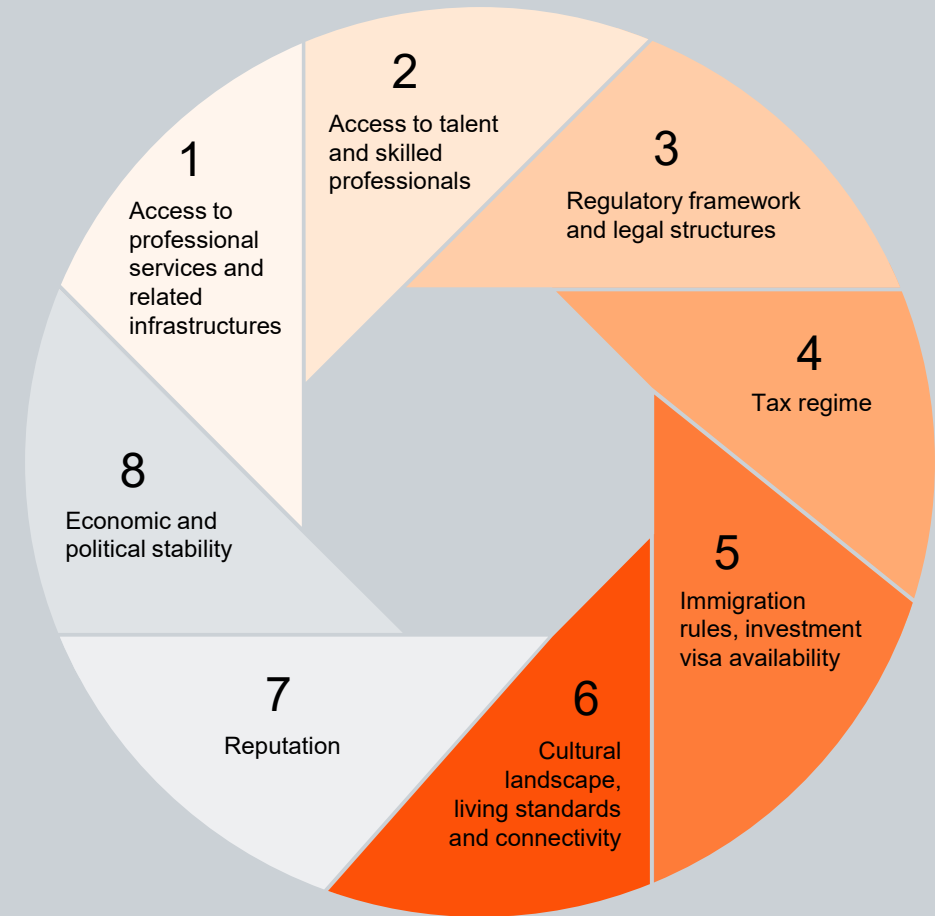 1
Access to
professional
services and
related
infrastructures
2
Access to talent
and skilled
professionals
3
Regulatory framework
and legal structures
4
Tax regime
5
Immigration
rules, investment
visa availability
6
Cultural
landscape,
living standards
and connectivity
7
Reputation
8
Economic and
political stability